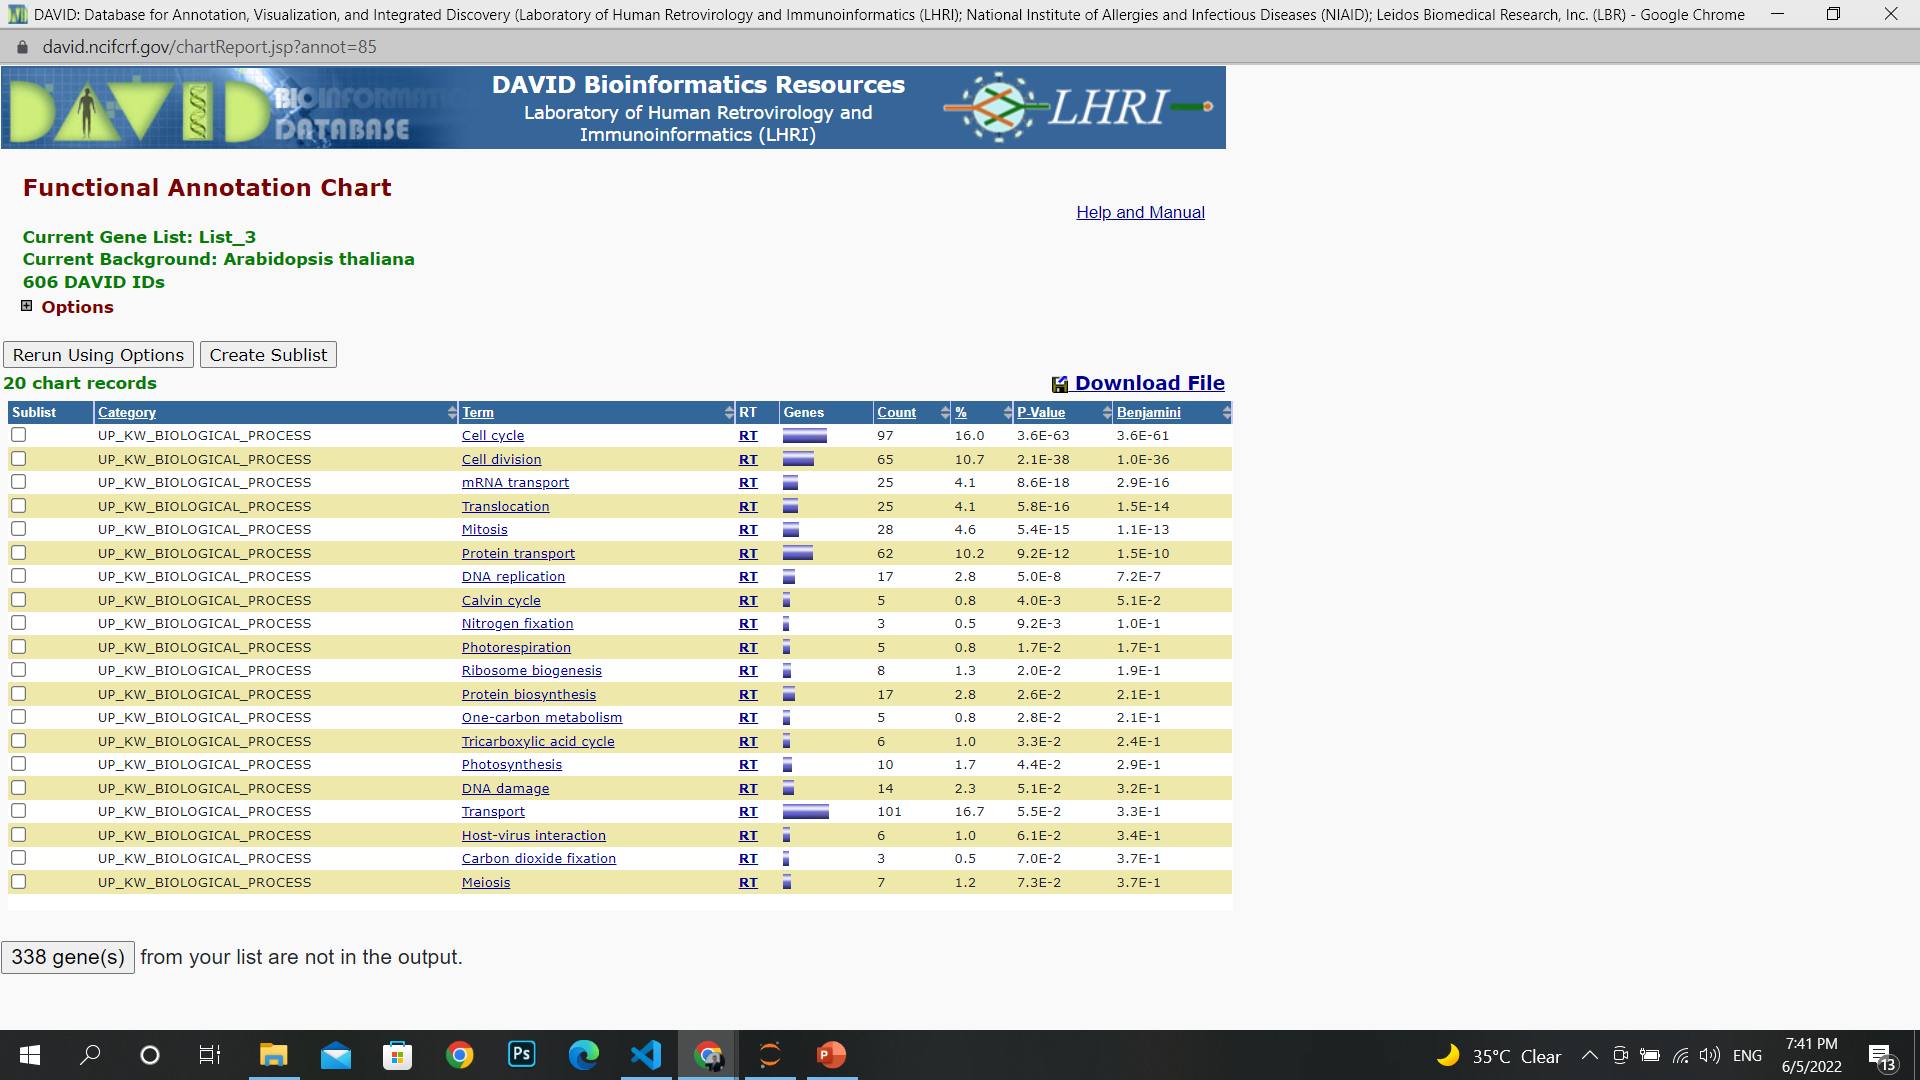 DAVID: Database for Annotation, Visualization, and Integrated Discovery (Laboratory of Human Retrovirology and Immunoinformatics (LHRI); National Institute of Allergies and Infectious Diseases (NIAID); Leidos Biomedical Research, Inc. (LBR) - Google Chrome
david.ncifcrf.gov/chartReport.jsp?annot=85
DAVID BIOINFORMATICS DATABASE
DAVID Bioinformatics Resources
Laboratory of Human Retrovirology and
Immunoinformatics (LHRI)
LHRI
Functional Annotation Chart
Help and Manual
Current Gene List: List_3
Current Background: Arabidopsis thaliana
606 DAVID IDs
Options
Rerun Using Options Create Sublist
20 chart records Download File
Sublist Category Term RT Genes Count % P-Value Benjamini
UP_KW_BIOLOGICAL_PROCESS Cell cycle RT 97 16.0 3.6E-63 3.6E-61
UP_KW_BIOLOGICAL_PROCESS Cell division RT 65 10.7 2.1E-38 1.0E-36
UP_KW_BIOLOGICAL_PROCESS mRNA transport RT 25 4.1 8.6E-18 2.9E-16
UP_KW_BIOLOGICAL_PROCESS Translocation RT 25 4.1 5.8E-16 1.5E-14
UP_KW_BIOLOGICAL_PROCESS Mitosis RT 28 4.6 5.4E-15 1.1E-13
UP_KW_BIOLOGICAL_PROCESS Protein transport RT 62 10.2 9.2E-12 1.5E-10
UP_KW_BIOLOGICAL_PROCESS DNA replication RT 17 2.8 5.0E-8 7.2E-7
UP_KW_BIOLOGICAL_PROCESS Calvin cycle RT 5 0.8 4.0E-3 5.1E-2
UP_KW_BIOLOGICAL_PROCESS Nitrogen fixation RT 3 0.5 9.2E-3 1.0E-1
UP_KW_BIOLOGICAL_PROCESS Photorespiration RT 5 0.8 1.7E-2 1.7E-1
UP_KW_BIOLOGICAL_PROCESS Ribosome biogenesis RT 8 1.3 2.0E-2 1.9E-1
UP_KW_BIOLOGICAL_PROCESS Protein biosynthesis RT 17 2.8 2.6E-2 2.1E-1
UP_KW_BIOLOGICAL_PROCESS One-carbon metabolism RT 5 0.8 2.8E-2 2.1E-1
UP_KW_BIOLOGICAL_PROCESS Tricarboxylic acid cycle RT 6 1.0 3.3E-2 2.4E-1
UP_KW_BIOLOGICAL_PROCESS Photosynthesis RT 10 1.7 4.4E-2 2.9E-1
UP_KW_BIOLOGICAL_PROCESS DNA damage RT 14 2.3 5.1E-2 3.2E-1
UP_KW_BIOLOGICAL_PROCESS Transport RT 101 16.7 5.5E-2 3.3E-1
UP_KW_BIOLOGICAL_PROCESS Host-virus interaction RT 6 1.0 6.1E-2 3.4E-1
UP_KW_BIOLOGICAL_PROCESS Carbon dioxide fixation RT 3 0.5 7.0E-2 3.7E-1
UP_KW_BIOLOGICAL_PROCESS Meiosis RT 7 1.2 7.3E-2 3.7E-1
338 gene(s) from your list are not in the output.
Ps
P
35°C Clear
ENG
7:41 PM
6/5/2022
13